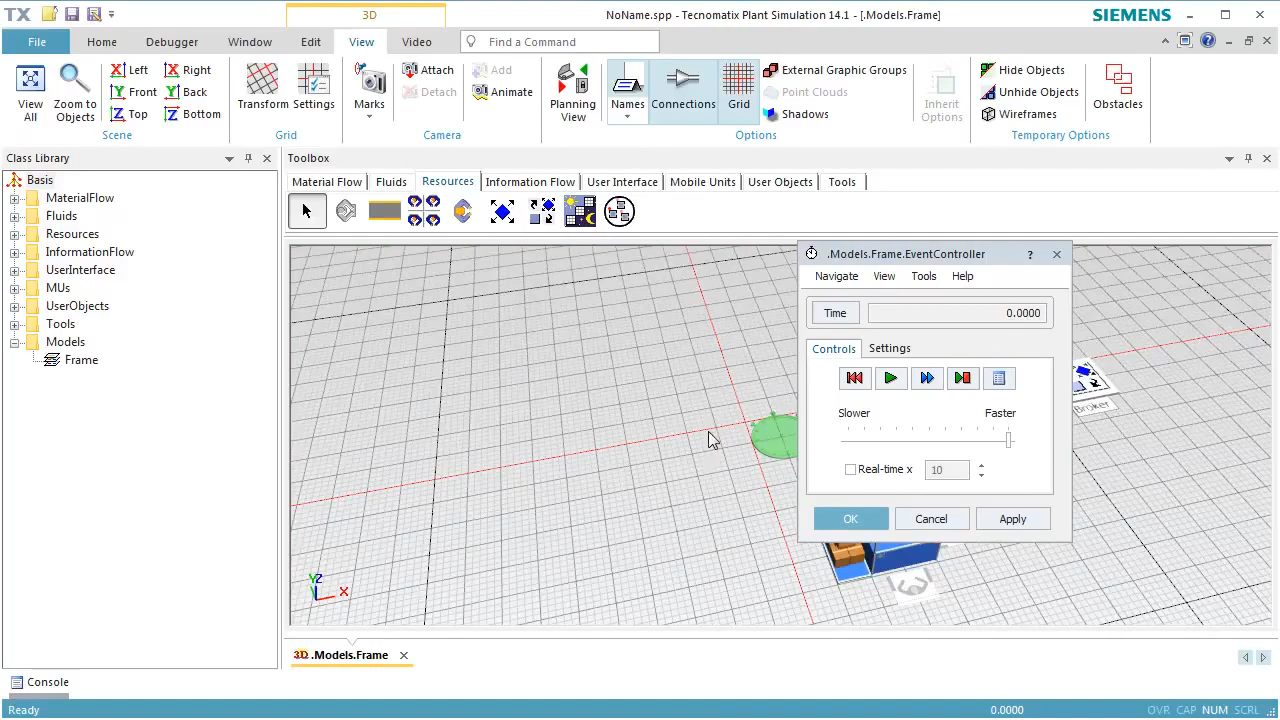 TX
3D
NoName.spp - Tecnomatix Plant Simulation 14.1 - [.Models.Frame]
SIEMENS
File
Home
Debugger
Window
Edit
View
Video
Find a Command
View All
Zoom to Objects
Left
Right
Front
Back
Top
Bottom
Scene
Transform
Settings
Grid
Marks
Attach
Detach
Add
Animate
Camera
Planning View
Names
Connections
Grid
External Graphic Groups
Point Clouds
Shadows
Inherit Options
Options
Hide Objects
Unhide Objects
Wireframes
Obstacles
Temporary Options
Class Library
Basis
MaterialFlow
Fluids
Resources
InformationFlow
UserInterface
MUs
UserObjects
Tools
Models
Frame
Toolbox
Material Flow
Fluids
Resources
Information Flow
User Interface
Mobile Units
User Objects
Tools
.Models.Frame.EventController
?
Navigate
View
Tools
Help
Time
0.0000
Controls
Settings
Slower
Faster
Real-time x
10
OK
Cancel
Apply
Broker
YZ
X
3D .Models.Frame
Console
Ready
0.0000
OVR CAP NUM SCRL